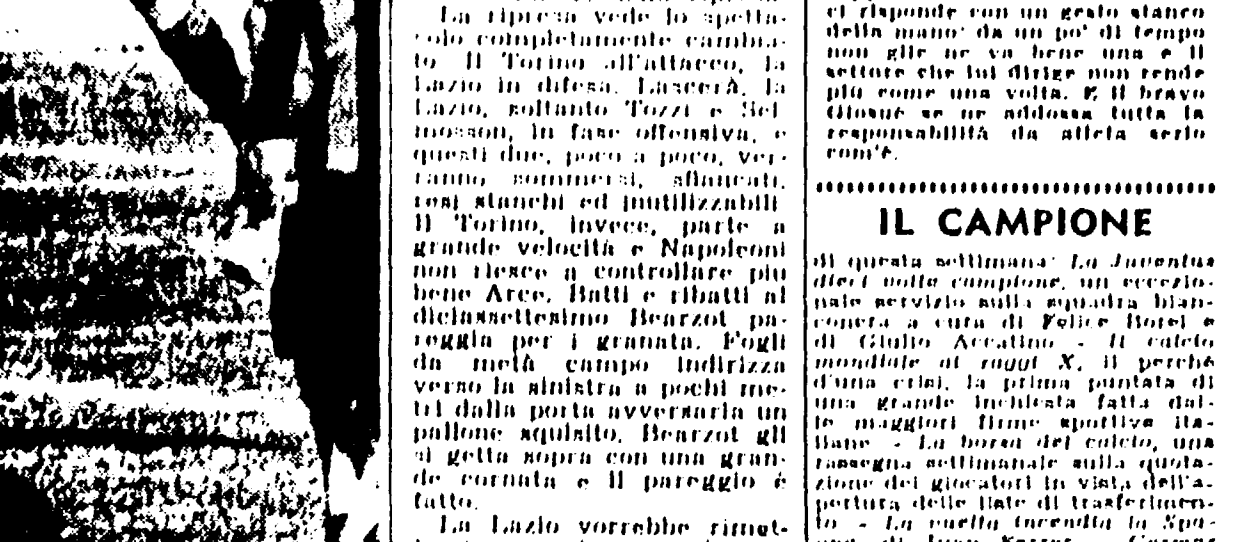 La ripresa vede lo spetta-
colo completamente cambia-
to. Il Torino all'attacco, la
Lazio in difesa. Lascerà, la
Lazio, soltanto Tozzi e Sel-
mosson, in fase offensiva, e
questi due, poco a poco, ver-
ranno sommersi, affiancati,
resi stanchi ed inutilizzabili
Il Torino, invece, parte a
grande velocità e Napoleoni
non riesce a controllare più
bene Arce. Batti e ribatti al
diciassettesimo Bearzot pa-
reggia per i granata. Fogli
da metà campo indirizza
verso la sinistra a pochi me-
tri dalla porta avversaria un
pallone squisito. Bearzot gli
si getta sopra con una gran-
de cornata e il pareggio è
fatto.
La Lazio vorrebbe rimet-
ci risponde con un gesto stanco
della mano: da un po' di tempo
non glie ne va bene una e il
settore che lui dirige non rende
più come una volta. E il bravo
Giosuè se ne addossa tutta la
responsabilità da atleta serio
com'è.
IL CAMPIONE
di questa settimana: La Juventus
dieci volte campione, un eccezio-
nale servizio sulla squadra bian-
conera a cura di Felice Borel e
di Giulio Accatino - Il calcio
mondiale ai raggi X, il perché
d'una crisi, la prima puntata di
una grande inchiesta fatta dal-
le maggiori firme sportive ita-
liane - La borsa del calcio, una
rassegna settimanale sulla quota-
zione dei giocatori in vista dell'a-
pertura delle liste di trasferimen-
to - La incendia la Spa-